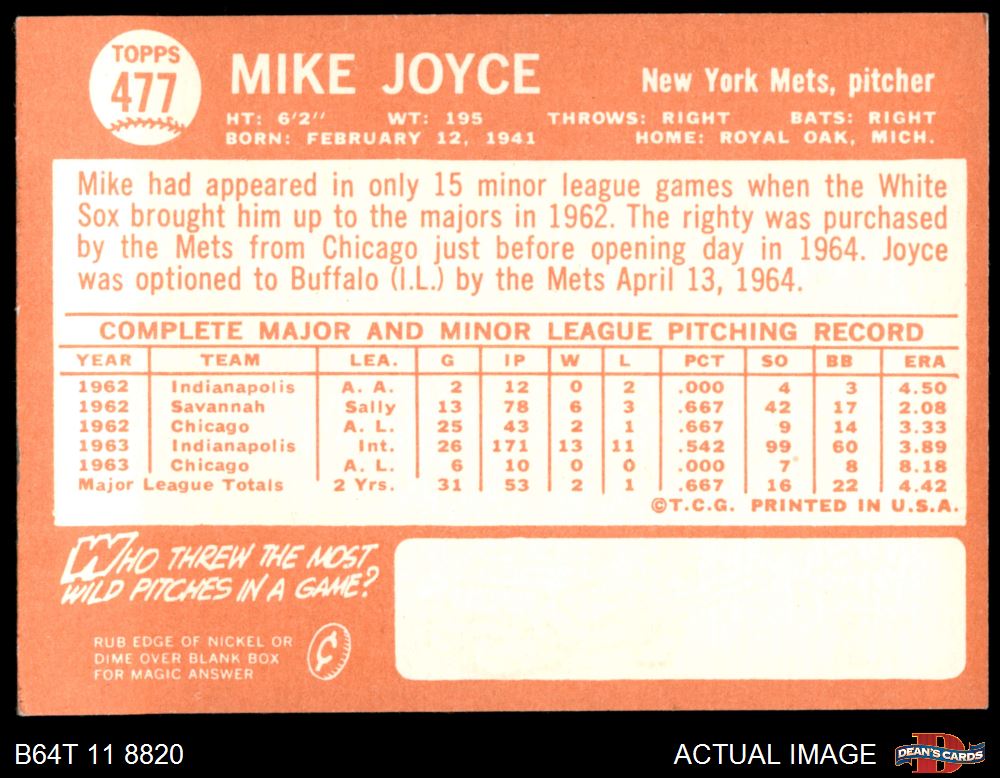 TOPPS
477
MIKE JOYCE
New York Mets, pitcher
HT: 6'2" WT: 195 THROWS: RIGHT BATS: RIGHT
BORN: FEBRUARY 12, 1941 HOME: ROYAL OAK, MICH.
Mike had appeared in only 15 minor league games when the White
Sox brought him up to the majors in 1962. The righty was purchased
by the Mets from Chicago just before opening day in 1964. Joyce
was optioned to Buffalo (I.L.) by the Mets April 13, 1964.
COMPLETE MAJOR AND MINOR LEAGUE PITCHING RECORD
YEAR TEAM LEA. G IP W L PCT SO BB ERA
1962 Indianapolis A. A. 2 12 0 2 .000 4 3 4.50
1962 Savannah Sally 13 78 6 3 .667 42 17 2.08
1962 Chicago A. L. 25 43 2 1 .667 9 14 3.33
1963 Indianapolis Int. 26 171 13 11 .542 99 60 3.89
1963 Chicago A. L. 6 10 0 0 .000 7 8 8.18
Major League Totals 2 Yrs. 31 53 2 1 .667 16 22 4.42
©T.C.G. PRINTED IN U.S.A.
WHO THREW THE MOST
WILD PITCHES IN A GAME?
RUB EDGE OF NICKEL OR
DIME OVER BLANK BOX
FOR MAGIC ANSWER
¢
B64T 11 8820
ACTUAL IMAGE
DEAN'S CARDS